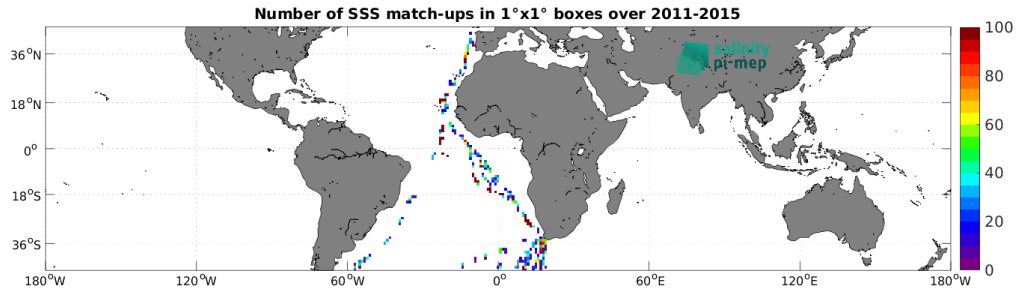 Number of SSS match-ups in 1°x1° boxes over 2011-2015
36°N
18°N
0°
18°S
36°S
180°W
120°W
60°W
0°
60°E
120°E
180°W
100
80
60
40
20
0
salinity
pi-mep